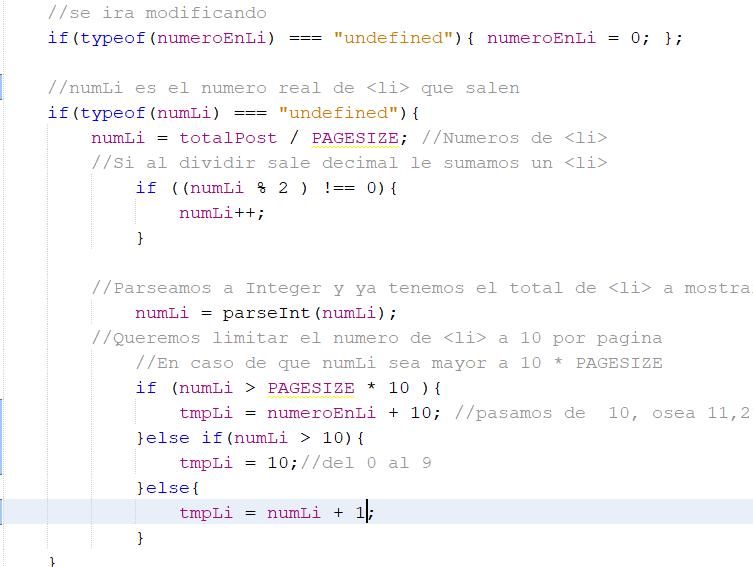 //se ira modificando
if(typeof(numeroEnLi) === "undefined"){ numeroEnLi = 0; };
//numLi es el numero real de <li> que salen
if(typeof(numLi) === "undefined"){
numLi = totalPost / PAGESIZE; //Numeros de <li>
//Si al dividir sale decimal le sumamos un <li>
if ((numLi % 2 ) !== 0){
numLi++;
}
//Parseamos a Integer y ya tenemos el total de <li> a mostra
numLi = parseInt(numLi);
//Queremos limitar el numero de <li> a 10 por pagina
//En caso de que numLi sea mayor a 10 * PAGESIZE
if (numLi > PAGESIZE * 10 ){
tmpLi = numeroEnLi + 10; //pasamos de  10, osea 11,2
}else if(numLi > 10){
tmpLi = 10;//del 0 al 9
}else{
tmpLi = numLi + 1;
}
}